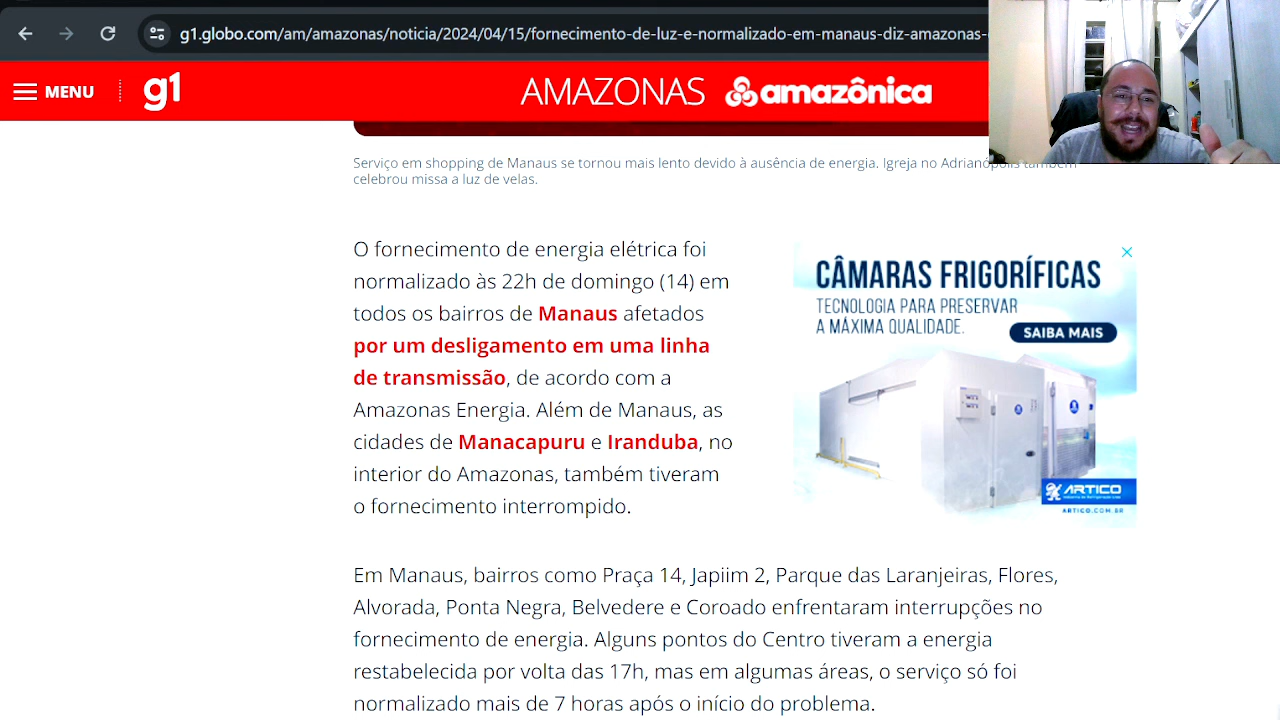 g1.globo.com/am/amazonas/noticia/2024/04/15/fornecimento-de-luz-e-normalizado-em-manaus-diz-amazonas-
MENU
g1
AMAZONAS amazônica
Serviço em shopping de Manaus se tornou mais lento devido à ausência de energia. Igreja no Adrianópolis também
celebrou missa a luz de velas.
O fornecimento de energia elétrica foi
normalizado às 22h de domingo (14) em
todos os bairros de Manaus afetados
por um desligamento em uma linha
de transmissão, de acordo com a
Amazonas Energia. Além de Manaus, as
cidades de Manacapuru e Iranduba, no
interior do Amazonas, também tiveram
o fornecimento interrompido.
CÂMARAS FRIGORÍFICAS
TECNOLOGIA PARA PRESERVAR
A MÁXIMA QUALIDADE.
SAIBA MAIS
ARTICO
ARTICO.COM.BR
Em Manaus, bairros como Praça 14, Japiim 2, Parque das Laranjeiras, Flores,
Alvorada, Ponta Negra, Belvedere e Coroado enfrentaram interrupções no
fornecimento de energia. Alguns pontos do Centro tiveram a energia
restabelecida por volta das 17h, mas em algumas áreas, o serviço só foi
normalizado mais de 7 horas após o início do problema.